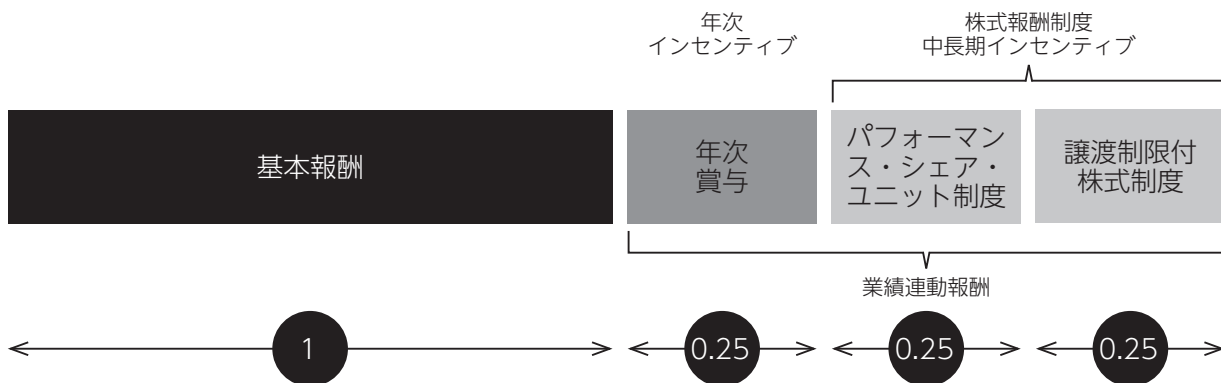 年次
インセンティブ
株式報酬制度
中長期インセンティブ
基本報酬
年次
賞与
パフォーマン
ス・シェア・
ユニット制度
譲渡制限付
株式制度
業績連動報酬
1
0.25
0.25
0.25